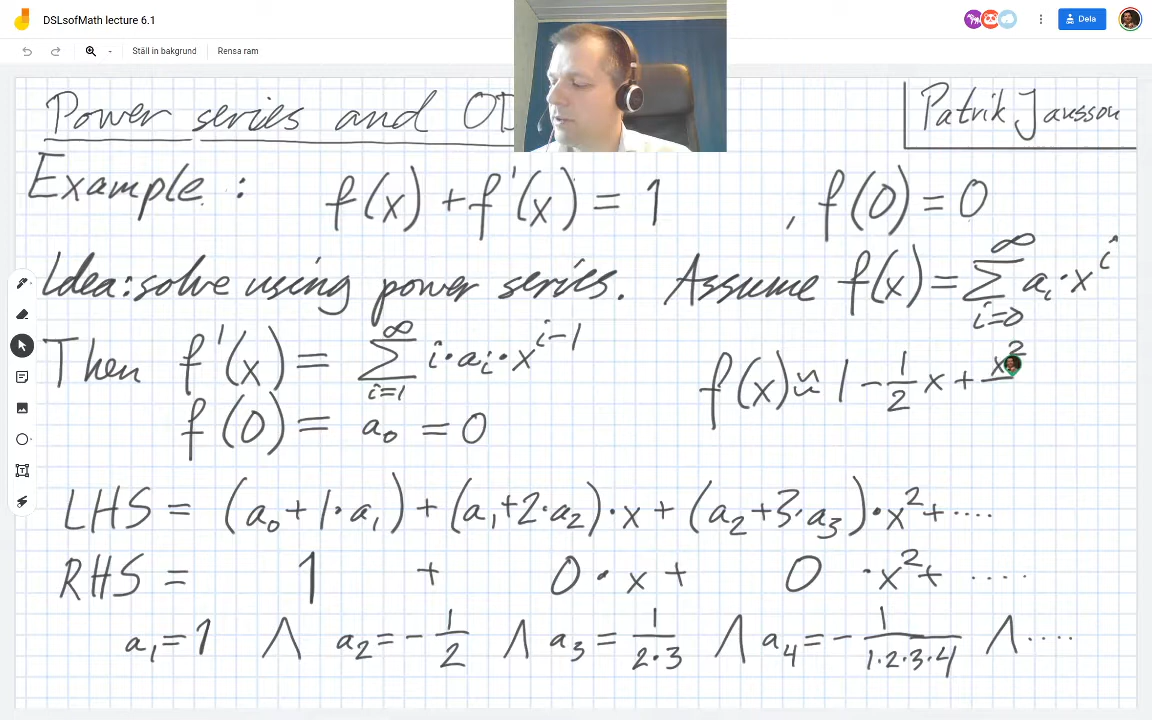 DSLsofMath lecture 6.1
Dela
Ställ in bakgrund Rensa ram
Power series and OD
Patrik Jansson
Example: f(x) + f'(x) = 1 , f(0) = 0
Idea: solve using power series. Assume f(x) = ∑_{i=0}^{∞} a_i · x^i
Then f'(x) = ∑_{i=1}^{∞} i · a_i · x^{i-1}
f(x) ≈ 1 - 1/2 x + x^2
f(0) = a_0 = 0
LHS = (a_0 + 1·a_1) + (a_1 + 2·a_2)·x + (a_2 + 3·a_3)·x^2 + ....
RHS = 1 + 0·x + 0 ·x^2 + ....
a_1 = 1 ∧ a_2 = - 1/2 ∧ a_3 = 1/(2·3) ∧ a_4 = - 1/(1·2·3·4) ∧ ....